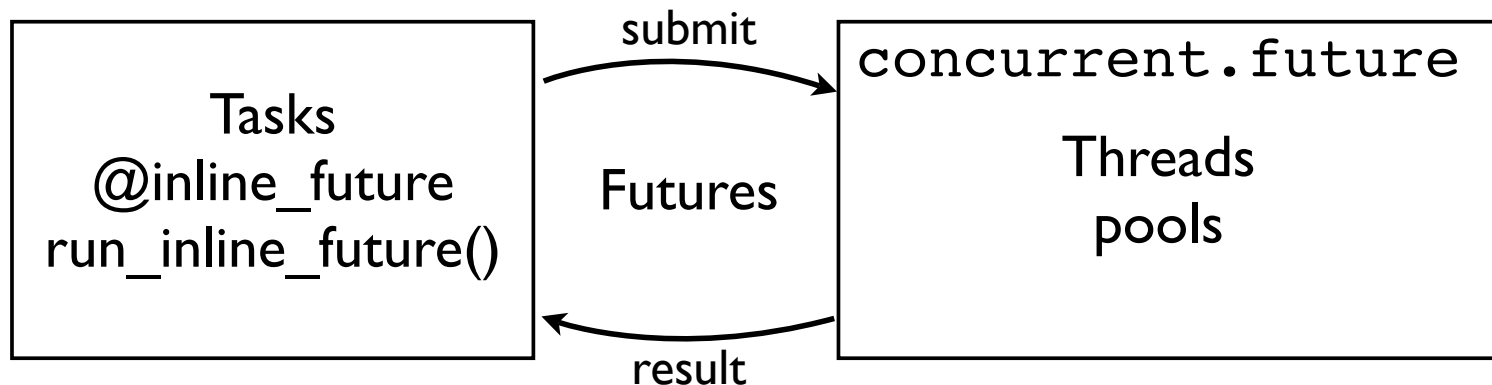 Tasks
@inline_future
run_inline_future()
submit
Futures
result
concurrent.future
Threads
pools